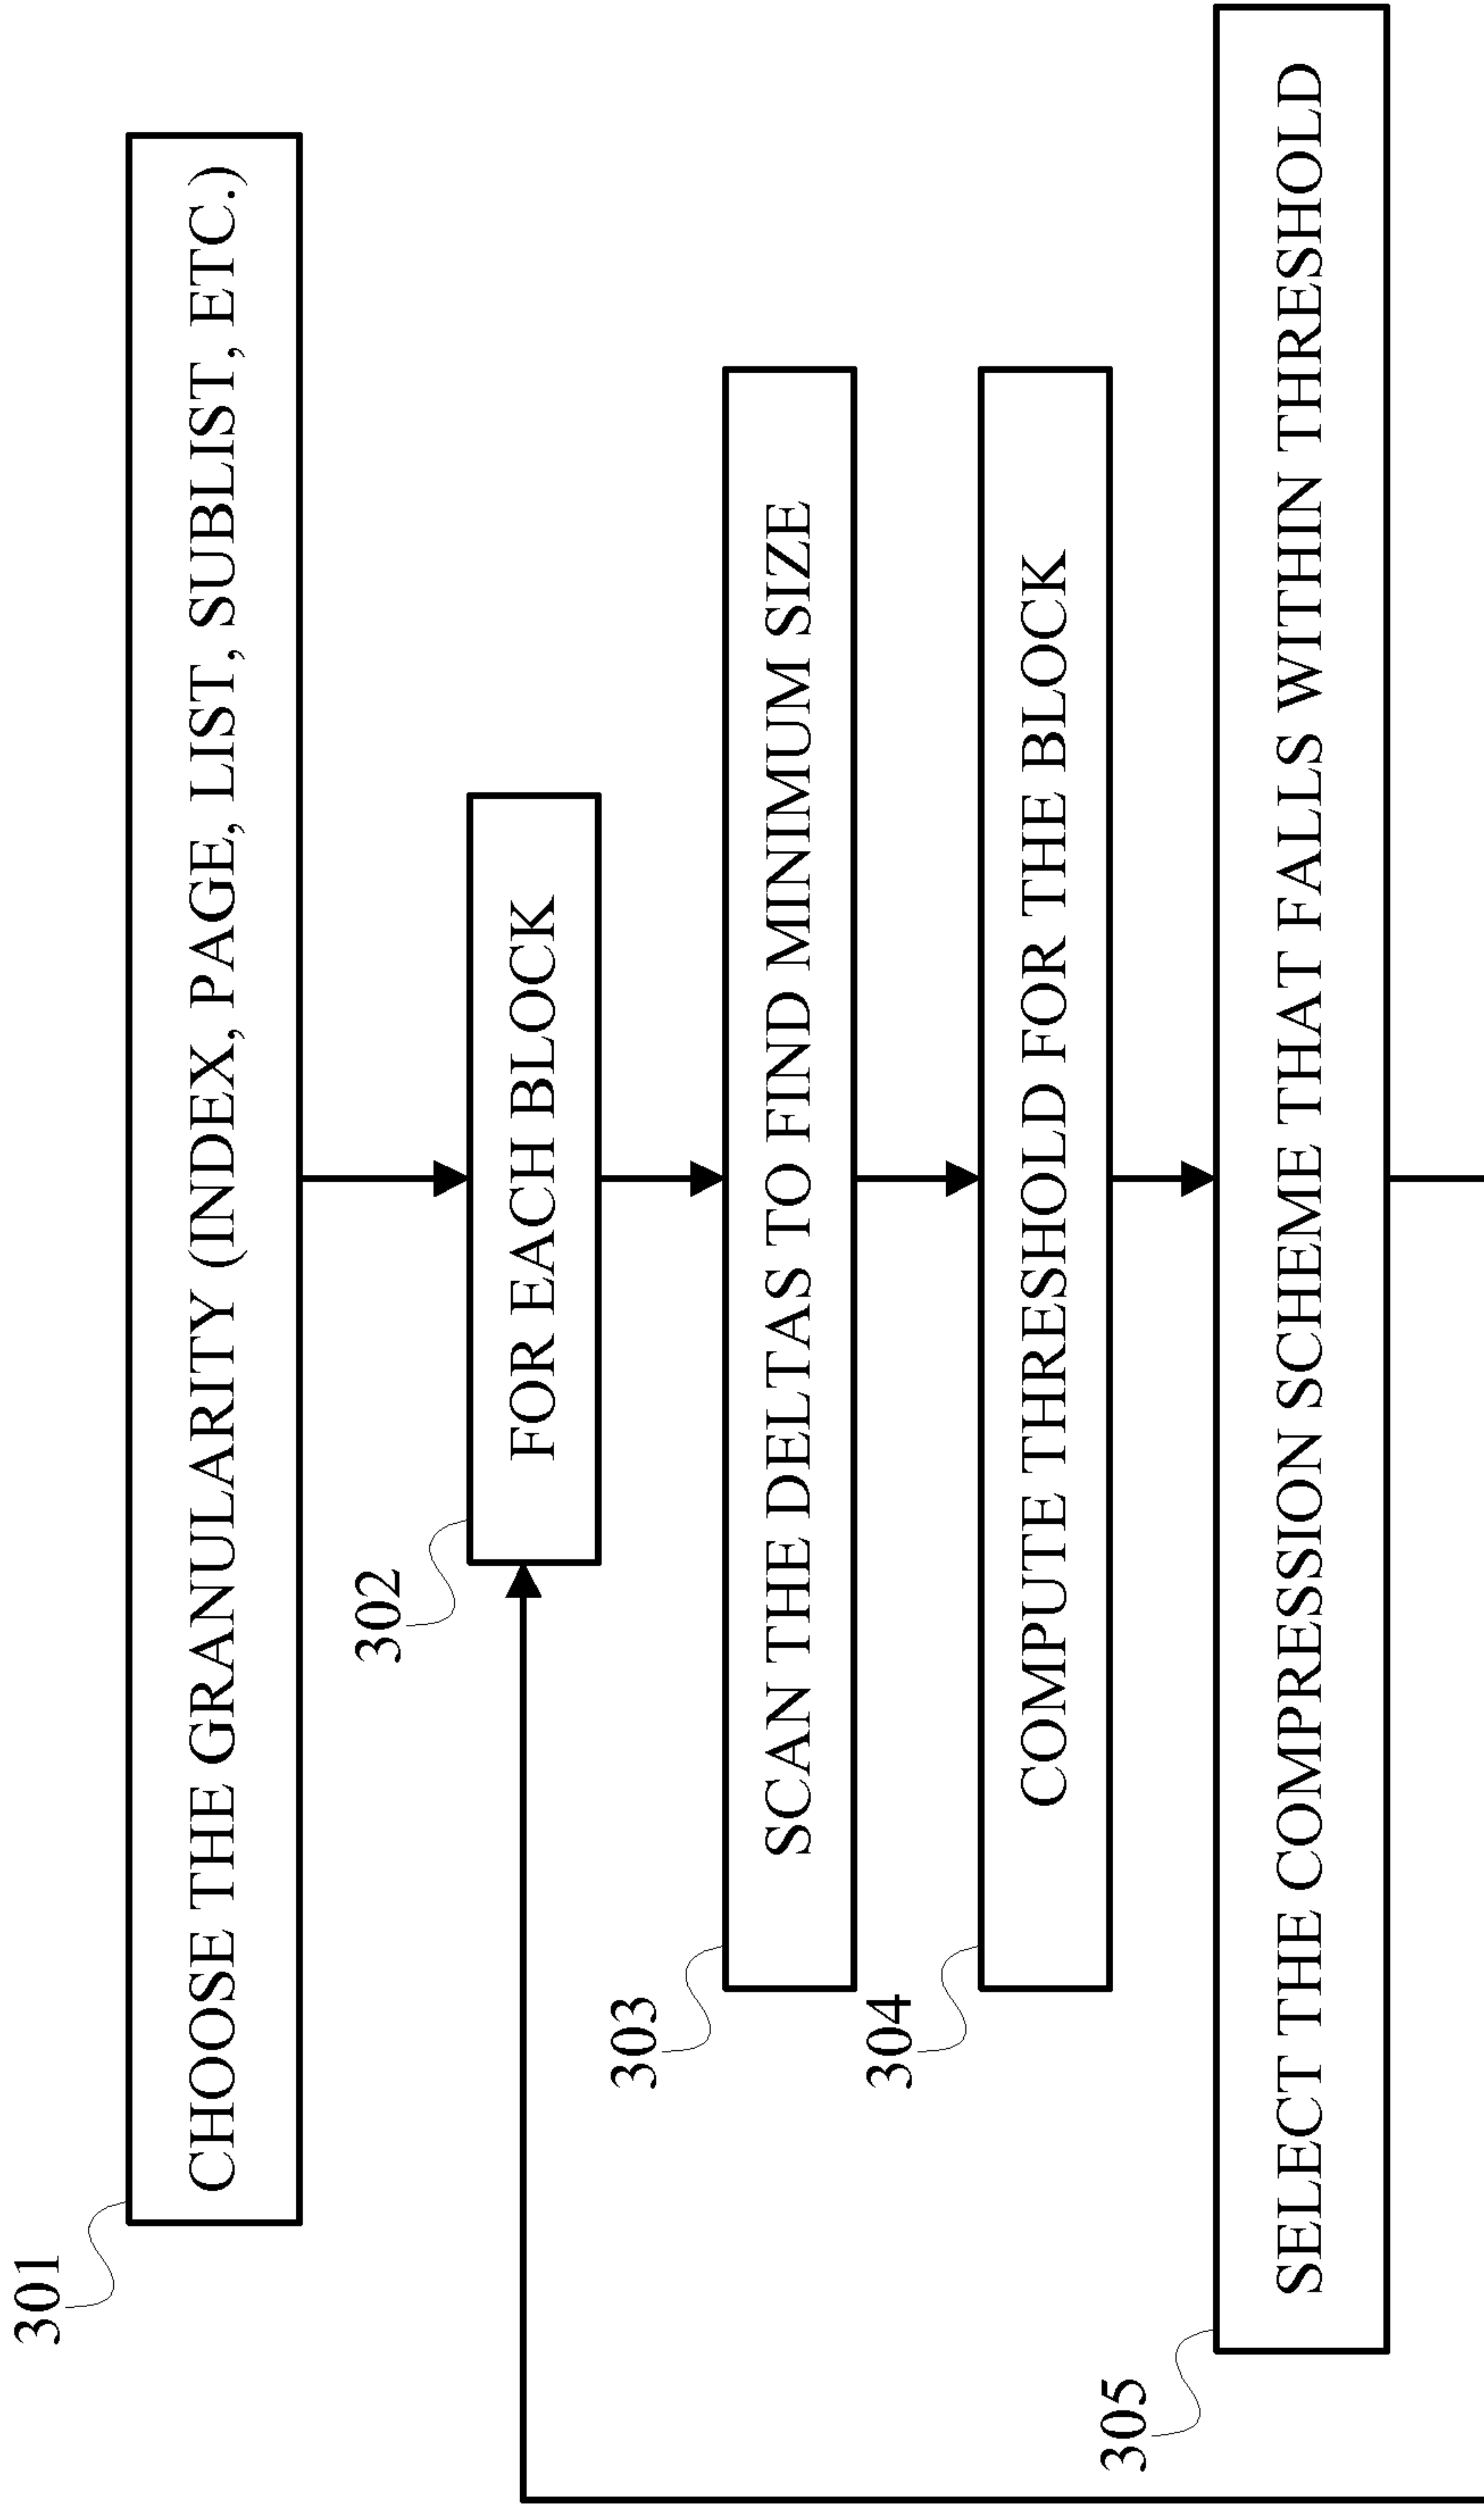 301
CHOOSE THE GRANULARITY (INDEX, PAGE, LIST, SUBLIST, ETC.)
302
FOR EACH BLOCK
303
SCAN THE DELTAS TO FIND MINIMUM SIZE
304
COMPUTE THRESHOLD FOR THE BLOCK
305
SELECT THE COMPRESSION SCHEME THAT FALLS WITHIN THRESHOLD